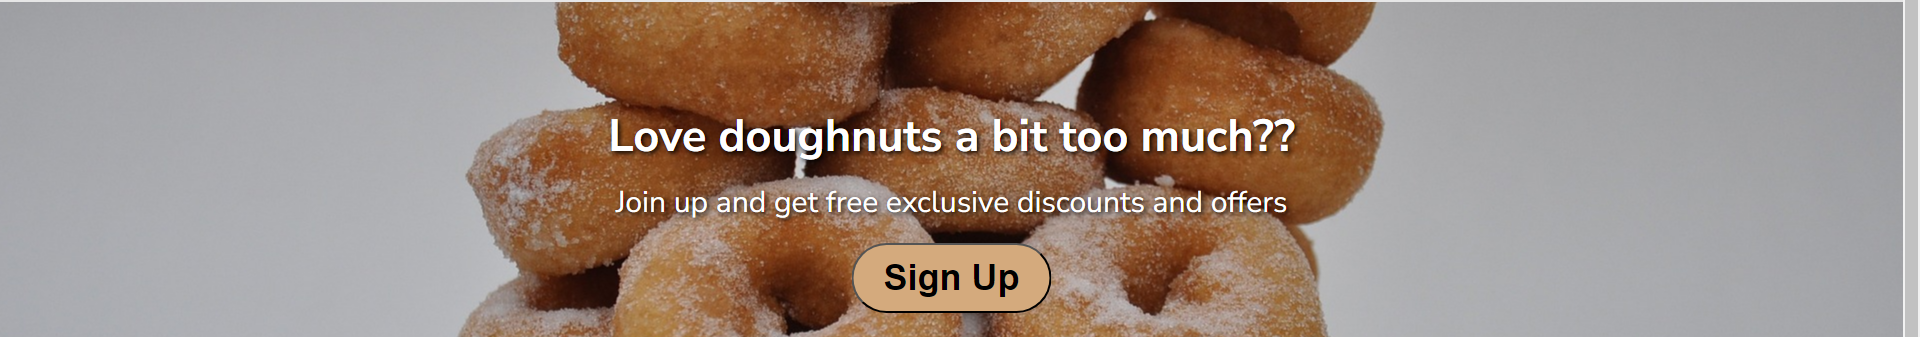 Love doughnuts a bit too much??
Join up and get free exclusive discounts and offers
Sign Up